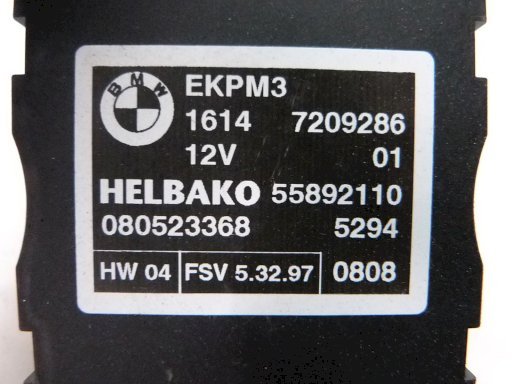 BMW
EKPM3
1614 7209286
12V 01
HELBAKO 55892110
080523368 5294
HW 04 FSV 5.32.97 0808